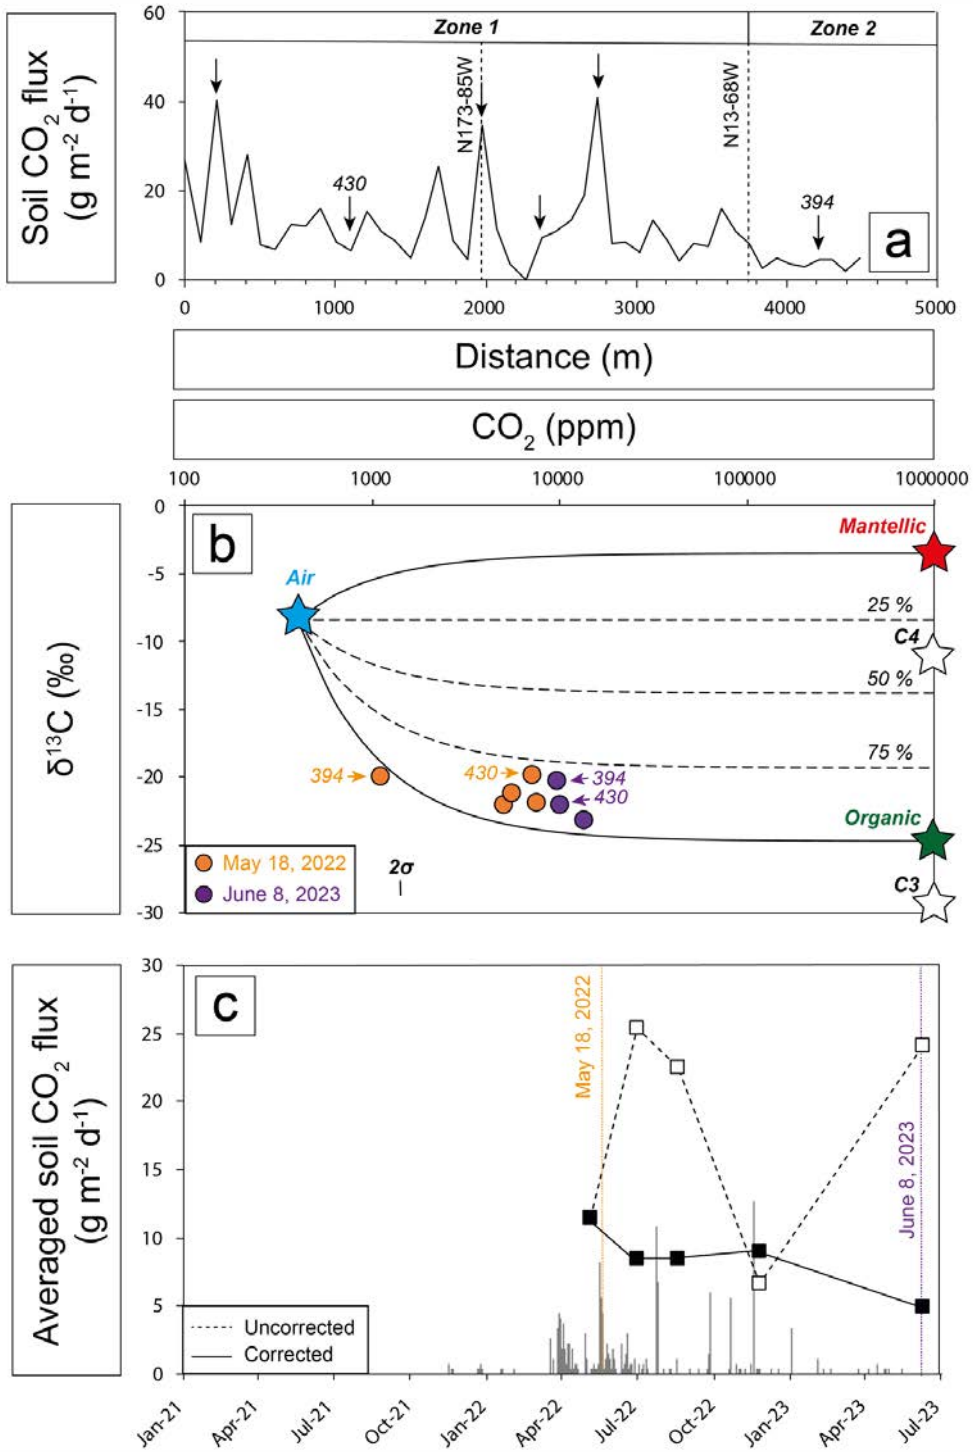 60
Zone 1
Zone 2
Soil CO2 flux
(g m-2 d-1)
40
N173-85W
N13-68W
430
394
20
a
0
0
1000
2000
3000
4000
5000
Distance (m)
CO2 (ppm)
100
1000
10000
100000
1000000
δ13C (‰)
0
b
Mantellic
-5
Air
25 %
-10
C4
50 %
-15
75 %
-20
394
430
394
430
Organic
-25
May 18, 2022
2σ
C3
June 8, 2023
-30
Averaged soil CO2 flux
(g m-2 d-1)
30
c
May 18, 2022
25
20
15
June 8, 2023
10
5
Uncorrected
Corrected
0
Jan-21
Apr-21
Jul-21
Oct-21
Jan-22
Apr-22
Jul-22
Oct-22
Jan-23
Apr-23
Jul-23